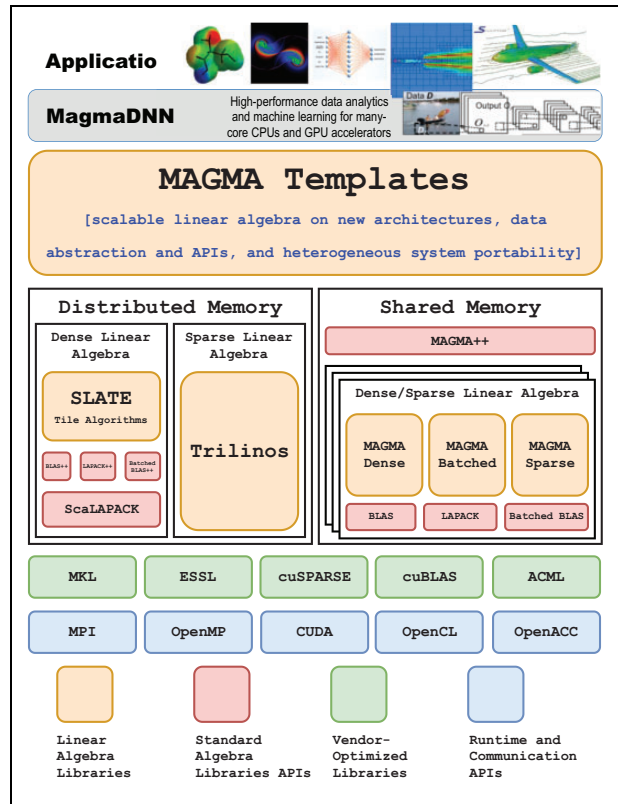 Applicatio
MagmaDNN
High-performance data analytics
and machine learning for many-
core CPUs and GPU accelerators
Data D
Output O
MAGMA Templates
[scalable linear algebra on new architectures, data
abstraction and APIs, and heterogeneous system portability]
Distributed Memory
Dense Linear
Algebra
SLATE
Tile Algorithms
BLAS++
LAPACK++
Batched
BLAS++
ScaLAPACK
Sparse Linear
Algebra
Trilinos
Shared Memory
MAGMA++
Dense/Sparse Linear Algebra
MAGMA
Dense
MAGMA
Batched
MAGMA
Sparse
BLAS
LAPACK
Batched BLAS
MKL
ESSL
cuSPARSE
cuBLAS
ACML
MPI
OpenMP
CUDA
OpenCL
OpenACC
Linear
Algebra
Libraries
Standard
Algebra
Libraries APIs
Vendor-
Optimized
Libraries
Runtime and
Communication
APIs